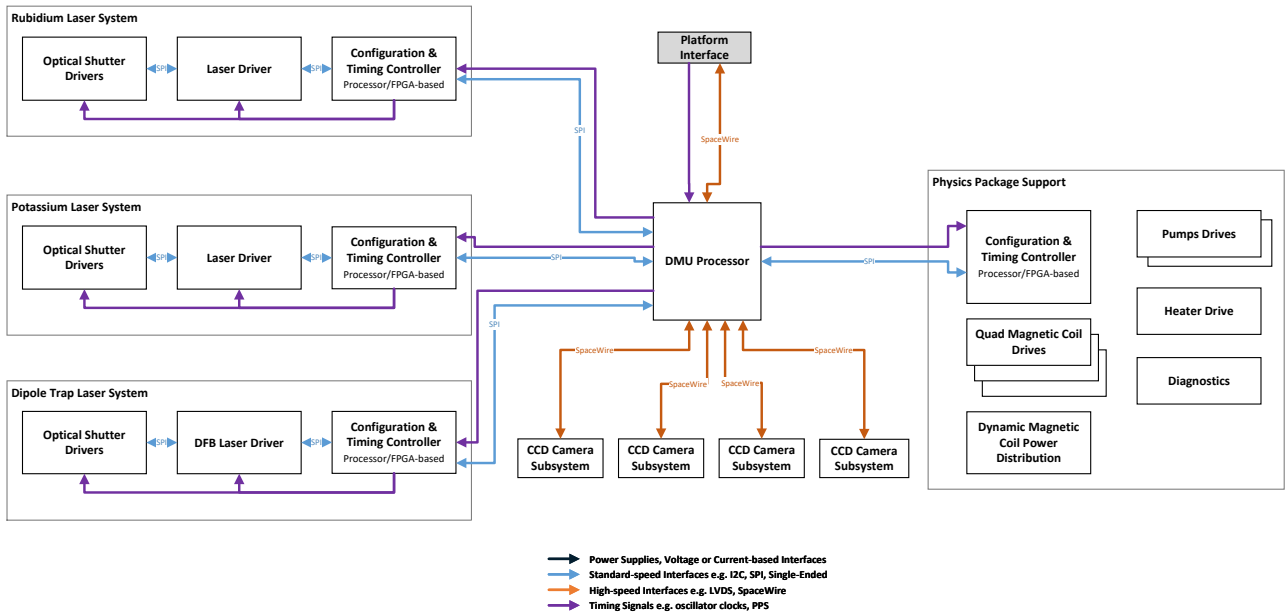 Rubidium Laser System
Optical Shutter
Drivers
SPI
Laser Driver
SPI
Configuration &
Timing Controller
Processor/FPGA-based
Platform
Interface
SPI
SpaceWire
Potassium Laser System
Optical Shutter
Drivers
SPI
Laser Driver
SPI
Configuration &
Timing Controller
Processor/FPGA-based
SPI
DMU Processor
SPI
Physics Package Support
Configuration &
Timing Controller
Processor/FPGA-based
Pumps Drives
Heater Drive
Quad Magnetic Coil
Drives
Diagnostics
Dynamic Magnetic
Coil Power
Distribution
SPI
SpaceWire
SpaceWire
SpaceWire
SpaceWire
Dipole Trap Laser System
Optical Shutter
Drivers
SPI
DFB Laser Driver
SPI
Configuration &
Timing Controller
Processor/FPGA-based
CCD Camera
Subsystem
CCD Camera
Subsystem
CCD Camera
Subsystem
CCD Camera
Subsystem
Power Supplies, Voltage or Current-based Interfaces
Standard-speed Interfaces e.g. I2C, SPI, Single-Ended
High-speed Interfaces e.g. LVDS, SpaceWire
Timing Signals e.g. oscillator clocks, PPS